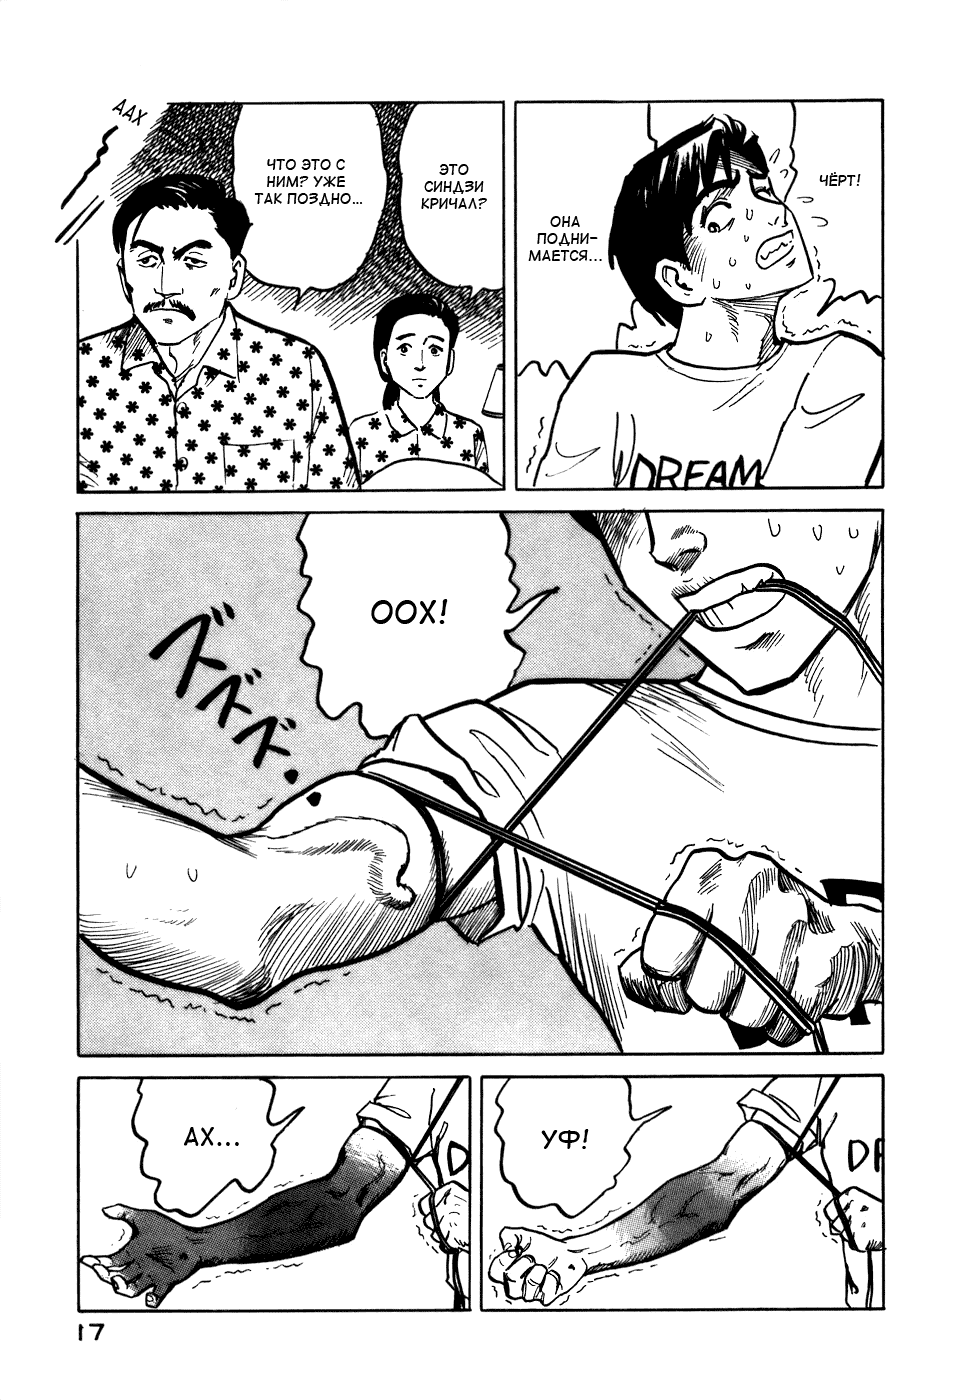 ЧЁРТ!
ОНА
ПОДНИ-
МАЕТСЯ...
DREAM
ЭТО
СИНДЗИ
КРИЧАЛ?
ЧТО ЭТО С
НИМ? УЖЕ
ТАК ПОЗДНО...
ААХ
ООХ!
ズズズ
УФ!
DR
АХ...
D
17